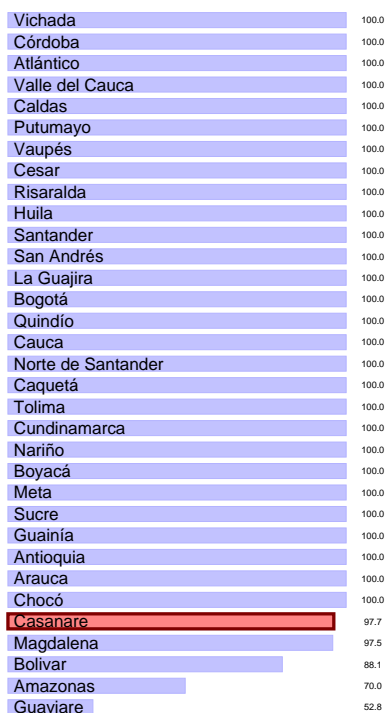 Vichada 100.0
Córdoba 100.0
Atlántico 100.0
Valle del Cauca 100.0
Caldas 100.0
Putumayo 100.0
Vaupés 100.0
Cesar 100.0
Risaralda 100.0
Huila 100.0
Santander 100.0
San Andrés 100.0
La Guajira 100.0
Bogotá 100.0
Quindío 100.0
Cauca 100.0
Norte de Santander 100.0
Caquetá 100.0
Tolima 100.0
Cundinamarca 100.0
Nariño 100.0
Boyacá 100.0
Meta 100.0
Sucre 100.0
Guainía 100.0
Antioquia 100.0
Arauca 100.0
Chocó 100.0
Casanare 97.7
Magdalena 97.5
Bolivar 88.1
Amazonas 70.0
Guaviare 52.8